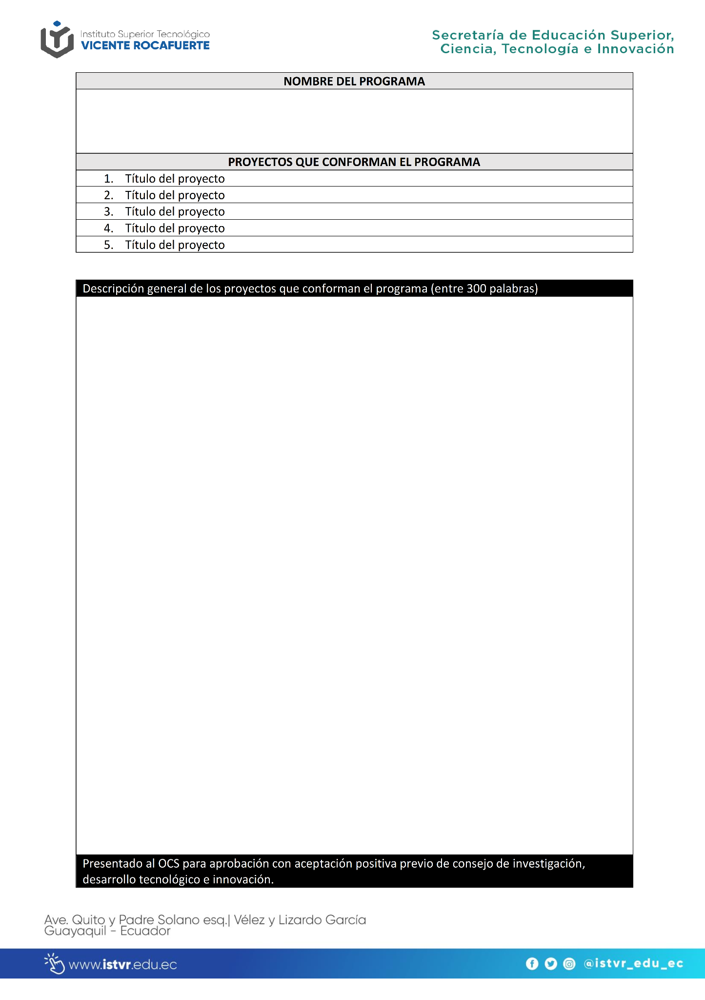 Instituto Superior Tecnológico
VICENTE ROCAFUERTE
Secretaría de Educación Superior,
Ciencia, Tecnología e Innovación
NOMBRE DEL PROGRAMA
PROYECTOS QUE CONFORMAN EL PROGRAMA
1. Título del proyecto
2. Título del proyecto
3. Título del proyecto
4. Título del proyecto
5. Título del proyecto
Descripción general de los proyectos que conforman el programa (entre 300 palabras)
Presentado al OCS para aprobación con aceptación positiva previo de consejo de investigación,
desarrollo tecnológico e innovación.
Ave. Quito y Padre Solano esq.| Vélez y Lizardo García
Guayaquil - Ecuador
www.istvr.edu.ec
@istvr_edu_ec